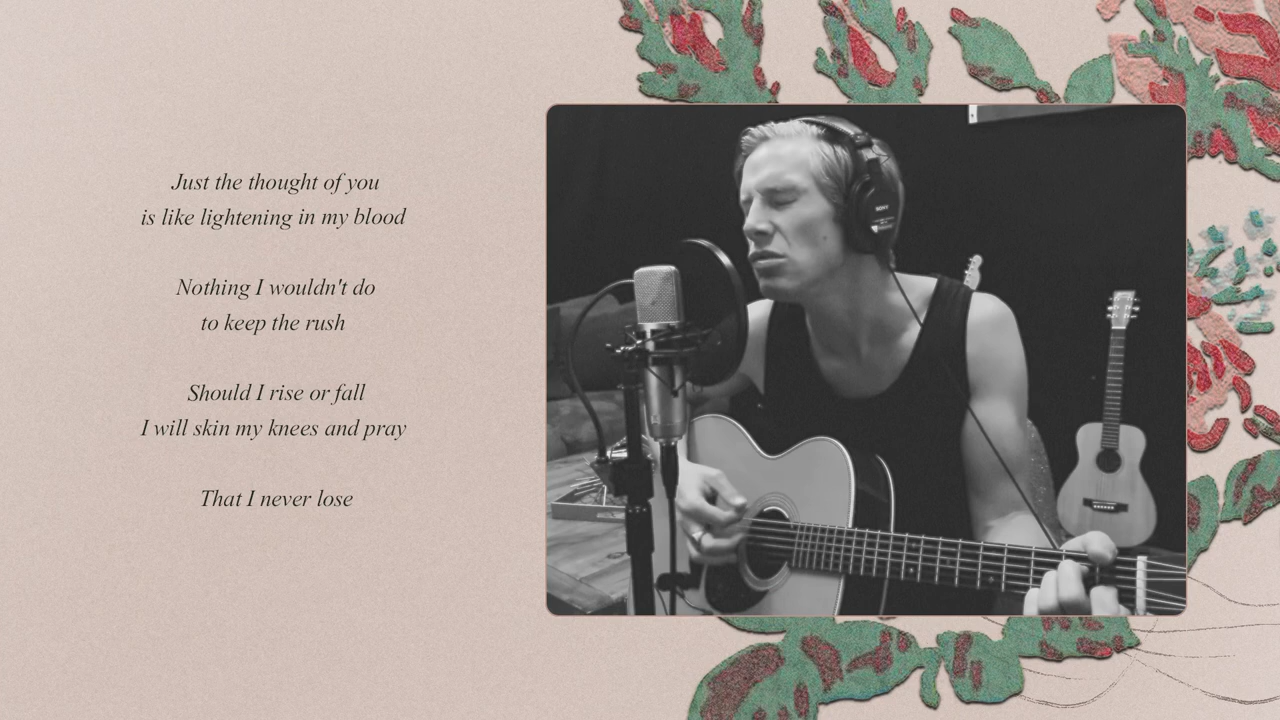 Just the thought of you
is like lightening in my blood
Nothing I wouldn't do
to keep the rush
Should I rise or fall
I will skin my knees and pray
That I never lose
SONY